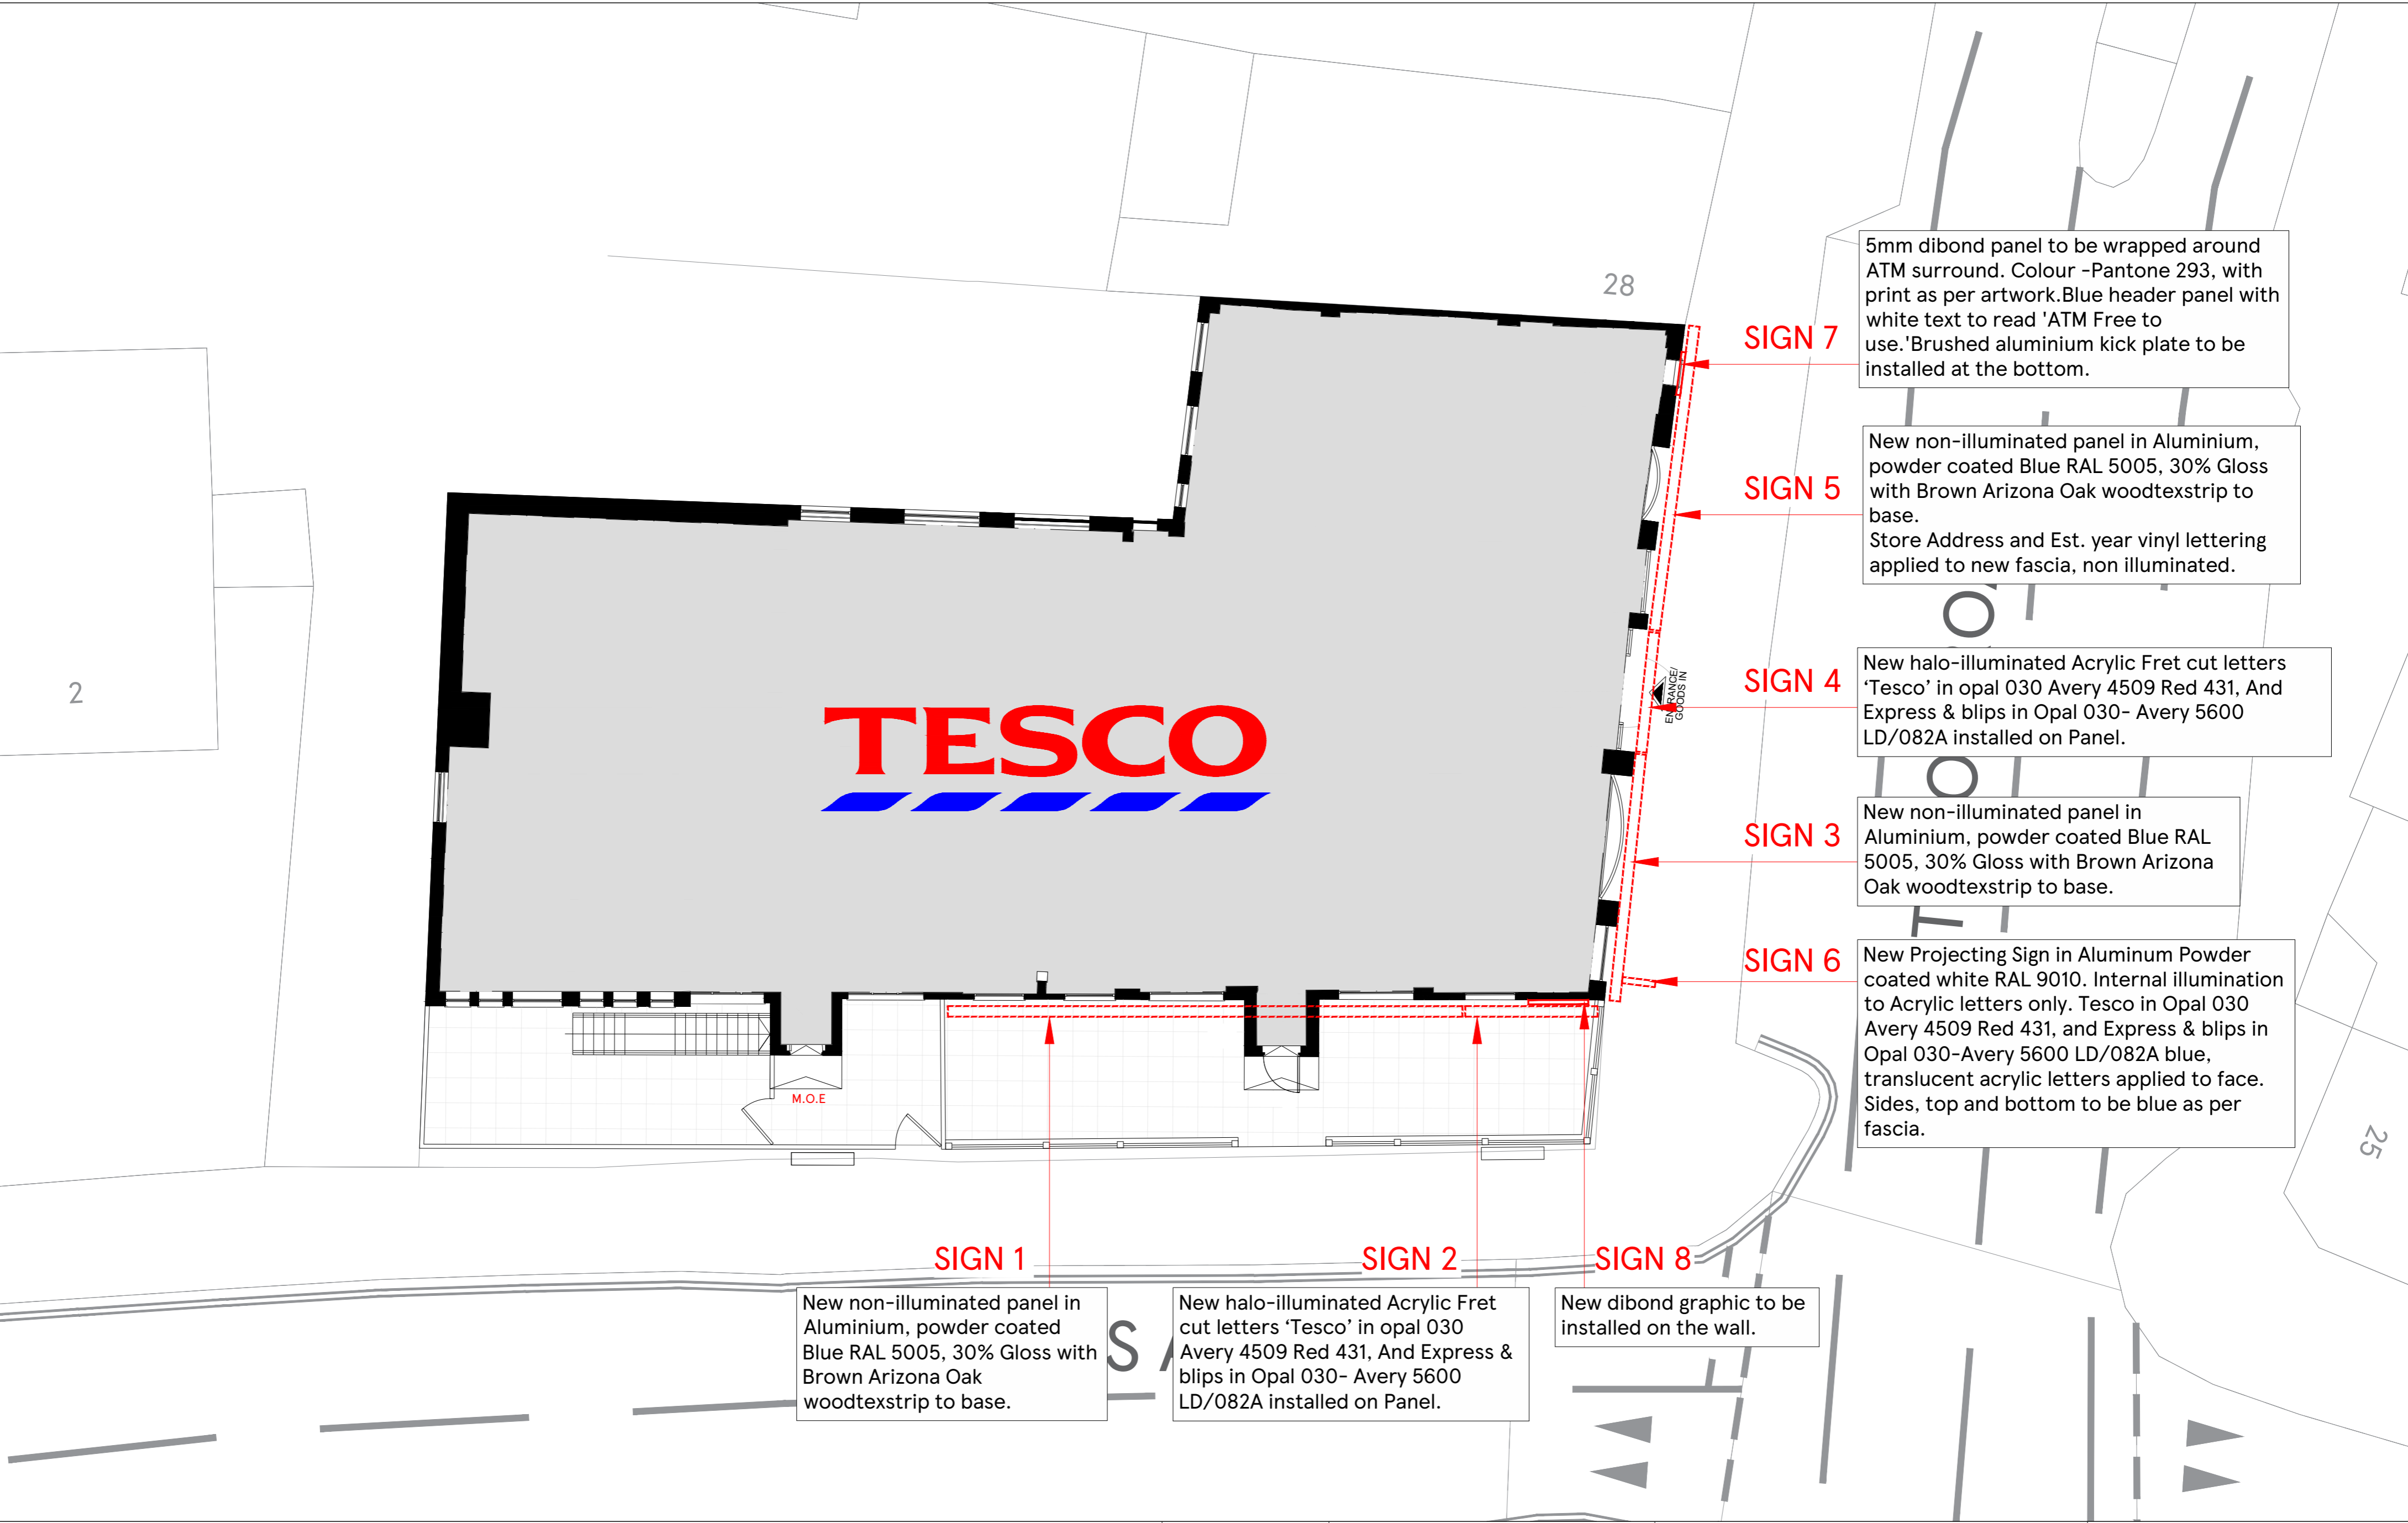 28
SIGN 7
5mm dibond panel to be wrapped around
ATM surround. Colour -Pantone 293, with
print as per artwork.Blue header panel with
white text to read 'ATM Free to
use.'Brushed aluminium kick plate to be
installed at the bottom.
SIGN 5
New non-illuminated panel in Aluminium,
powder coated Blue RAL 5005, 30% Gloss
with Brown Arizona Oak woodtexstrip to
base.
Store Address and Est. year vinyl lettering
applied to new fascia, non illuminated.
2
TESCO
ENTRANCE/
GOODS IN
SIGN 4
New halo-illuminated Acrylic Fret cut letters
‘Tesco’ in opal 030 Avery 4509 Red 431, And
Express & blips in Opal 030- Avery 5600
LD/082A installed on Panel.
SIGN 3
New non-illuminated panel in
Aluminium, powder coated Blue RAL
5005, 30% Gloss with Brown Arizona
Oak woodtexstrip to base.
SIGN 6
New Projecting Sign in Aluminum Powder
coated white RAL 9010. Internal illumination
to Acrylic letters only. Tesco in Opal 030
Avery 4509 Red 431, and Express & blips in
Opal 030-Avery 5600 LD/082A blue,
translucent acrylic letters applied to face.
Sides, top and bottom to be blue as per
fascia.
M.O.E
25
SIGN 1
New non-illuminated panel in
Aluminium, powder coated
Blue RAL 5005, 30% Gloss with
Brown Arizona Oak
woodtexstrip to base.
SIGN 2
New halo-illuminated Acrylic Fret
cut letters ‘Tesco’ in opal 030
Avery 4509 Red 431, And Express &
blips in Opal 030- Avery 5600
LD/082A installed on Panel.
SIGN 8
New dibond graphic to be
installed on the wall.